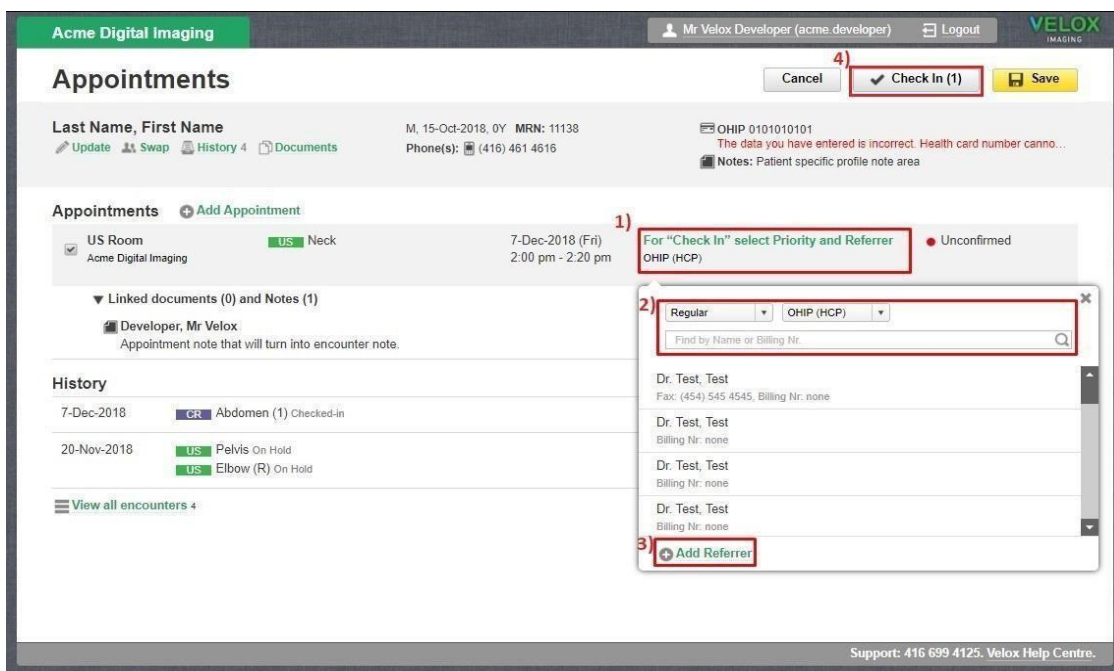 Acme Digital Imaging
Mr Velox Developer (acme.developer)
Logout
VELOX
IMAGING
Appointments
Cancel
4)
Check In (1)
Save
Last Name, First Name
M, 15-Oct-2018, 0Y MRN: 11138
OHIP 0101010101
The data you have entered is incorrect. Health card number canno...
Update Swap History 4 Documents
Phone(s): (416) 461 4616
Notes: Patient specific profile note area
Appointments Add Appointment
1)
US Room
US Neck
7-Dec-2018 (Fri)
For “Check In” select Priority and Referrer
Unconfirmed
Acme Digital Imaging
2:00 pm - 2:20 pm
OHIP (HCP)
Linked documents (0) and Notes (1)
Developer, Mr Velox
Appointment note that will turn into encounter note.
2)
Regular
OHIP (HCP)
Find by Name or Billing Nr.
Dr. Test, Test
Fax: (454) 545 4545, Billing Nr: none
Dr. Test, Test
Billing Nr: none
Dr. Test, Test
Billing Nr: none
Dr. Test, Test
Billing Nr: none
3)
Add Referrer
History
7-Dec-2018 CR Abdomen (1) Checked-in
20-Nov-2018 US Pelvis On Hold
US Elbow (R) On Hold
View all encounters 4
Support: 416 699 4125. Velox Help Centre.